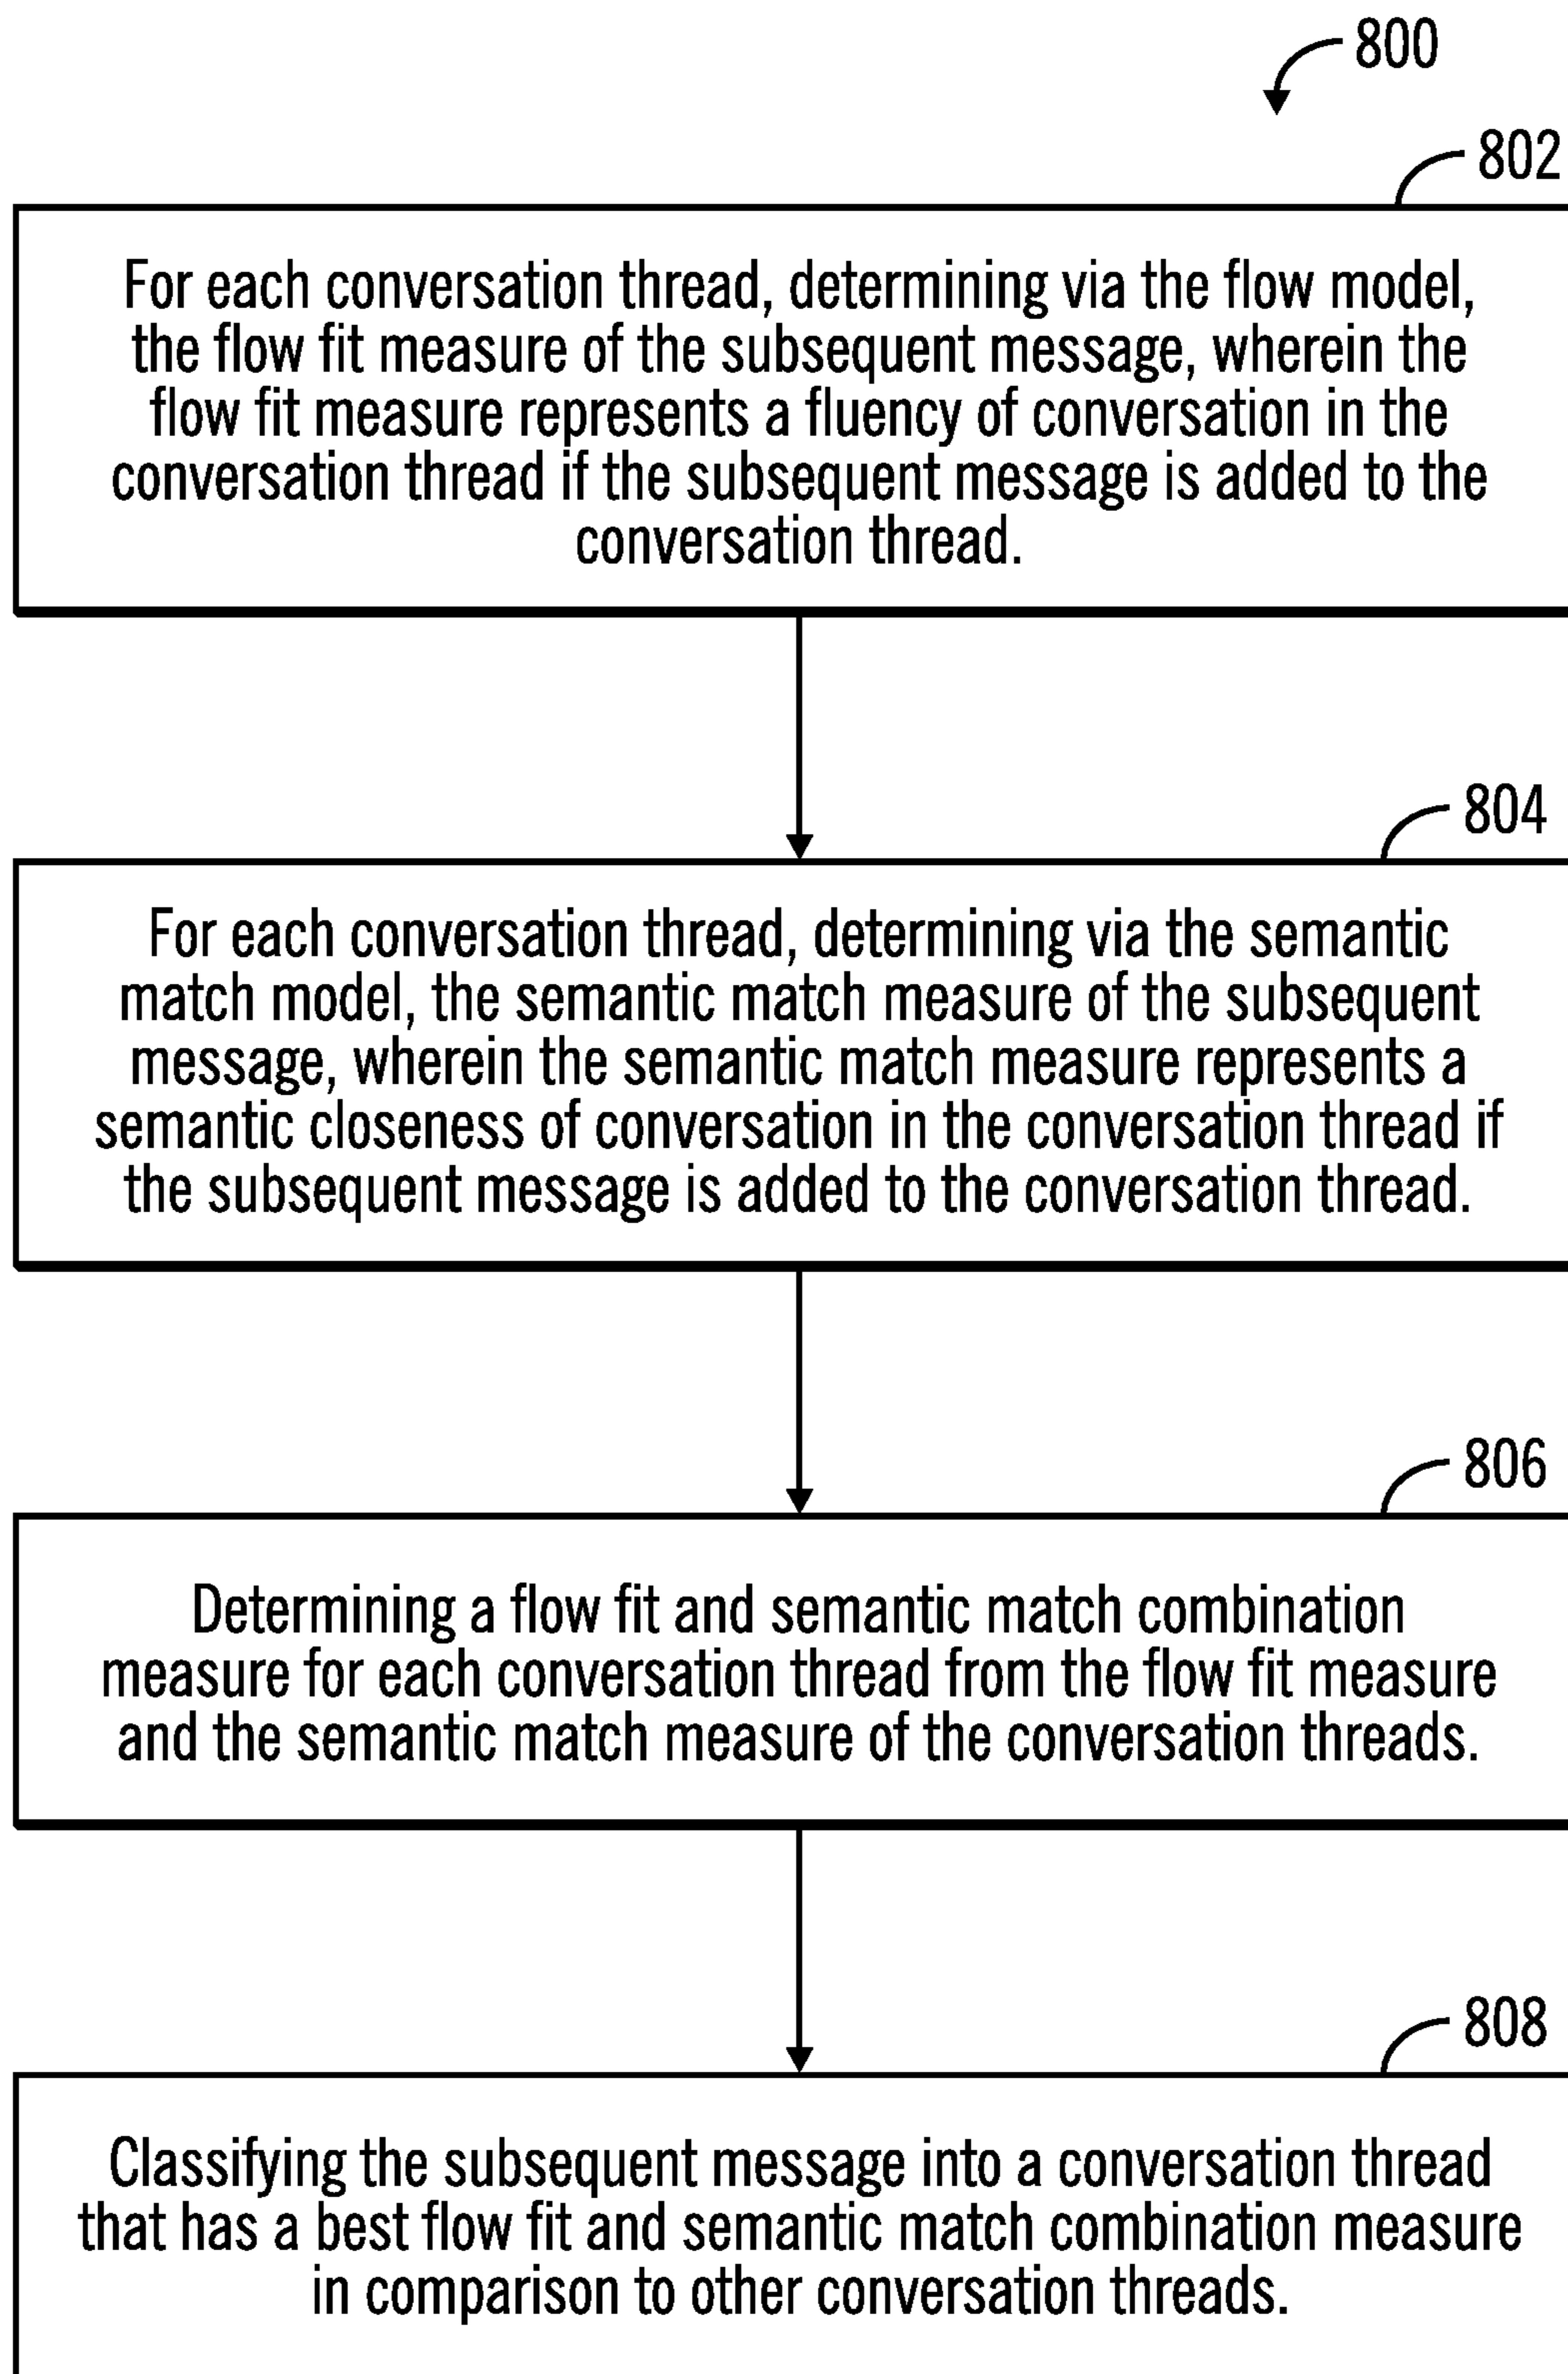 800
802
For each conversation thread, determining via the flow model,
the flow fit measure of the subsequent message, wherein the
flow fit measure represents a fluency of conversation in the
conversation thread if the subsequent message is added to the
conversation thread.
804
For each conversation thread, determining via the semantic
match model, the semantic match measure of the subsequent
message, wherein the semantic match measure represents a
semantic closeness of conversation in the conversation thread if
the subsequent message is added to the conversation thread.
806
Determining a flow fit and semantic match combination
measure for each conversation thread from the flow fit measure
and the semantic match measure of the conversation threads.
808
Classifying the subsequent message into a conversation thread
that has a best flow fit and semantic match combination measure
in comparison to other conversation threads.